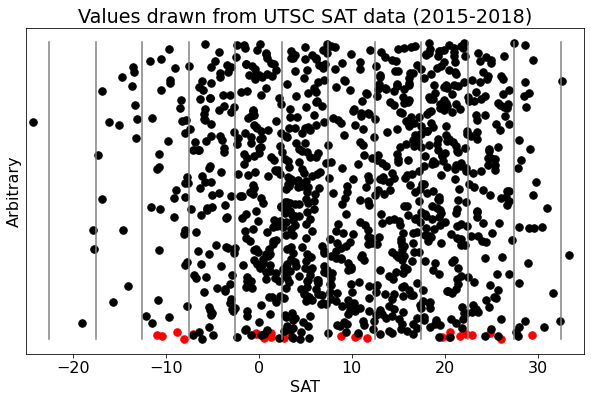 Values drawn from UTSC SAT data (2015-2018)
Arbitrary
−20 −10 0 10 20 30
SAT